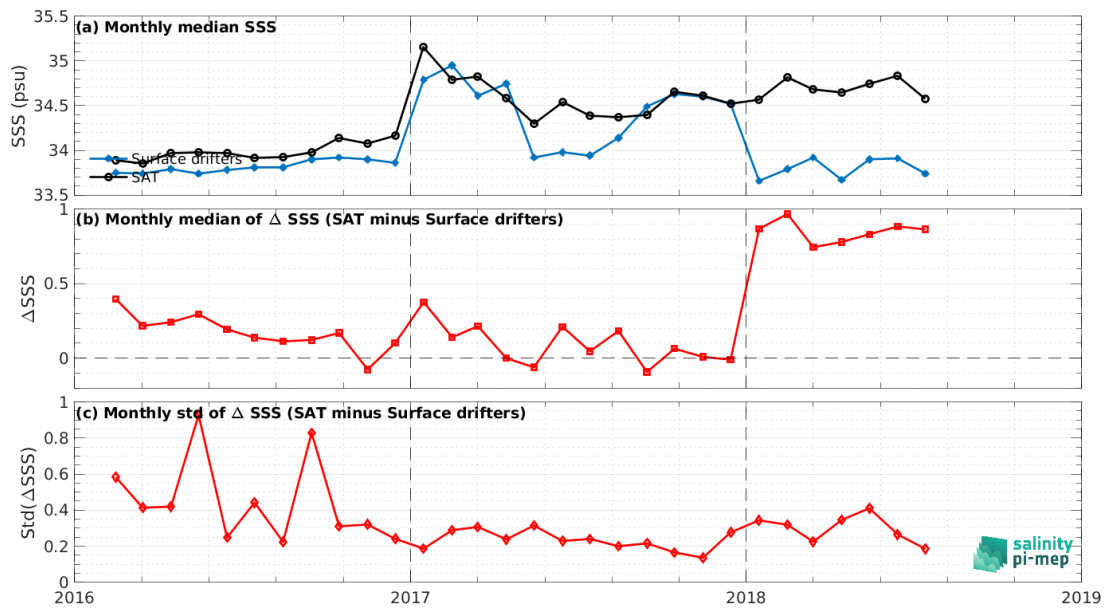 (a) Monthly median SSS
35.5
35
34.5
34
33.5
SSS (psu)
Surface drifters
SAT
(b) Monthly median of Δ SSS (SAT minus Surface drifters)
1
0.5
0
ΔSSS
(c) Monthly std of Δ SSS (SAT minus Surface drifters)
1
0.8
0.6
0.4
0.2
0
Std(ΔSSS)
2016
2017
2018
2019
salinity
pi-mep